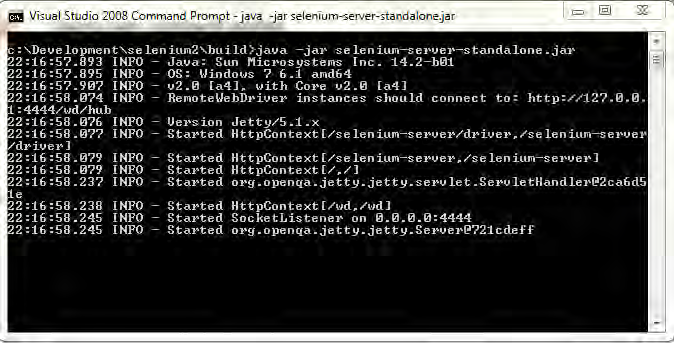 Visual Studio 2008 Command Prompt - java -jar selenium-server-standalone.jar
c:\Development\selenium2\build>java -jar selenium-server-standalone.jar
22:16:57.893 INFO - Java: Sun Microsystems Inc. 14.2-b01
22:16:57.895 INFO - OS: Windows 7 6.1 amd64
22:16:57.907 INFO - v2.0 [a4], with Core v2.0 [a4]
22:16:58.074 INFO - RemoteWebDriver instances should connect to: http://127.0.0.
1:4444/wd/hub
22:16:58.076 INFO - Version Jetty/5.1.x
22:16:58.077 INFO - Started HttpContext[/selenium-server/driver,/selenium-server
/driver]
22:16:58.079 INFO - Started HttpContext[/selenium-server,/selenium-server]
22:16:58.079 INFO - Started HttpContext[/,/]
22:16:58.237 INFO - Started org.openqa.jetty.jetty.servlet.ServletHandler@2ca6d5
1e
22:16:58.238 INFO - Started HttpContext[/wd,/wd]
22:16:58.245 INFO - Started SocketListener on 0.0.0.0:4444
22:16:58.245 INFO - Started org.openqa.jetty.jetty.Server@721cdeff